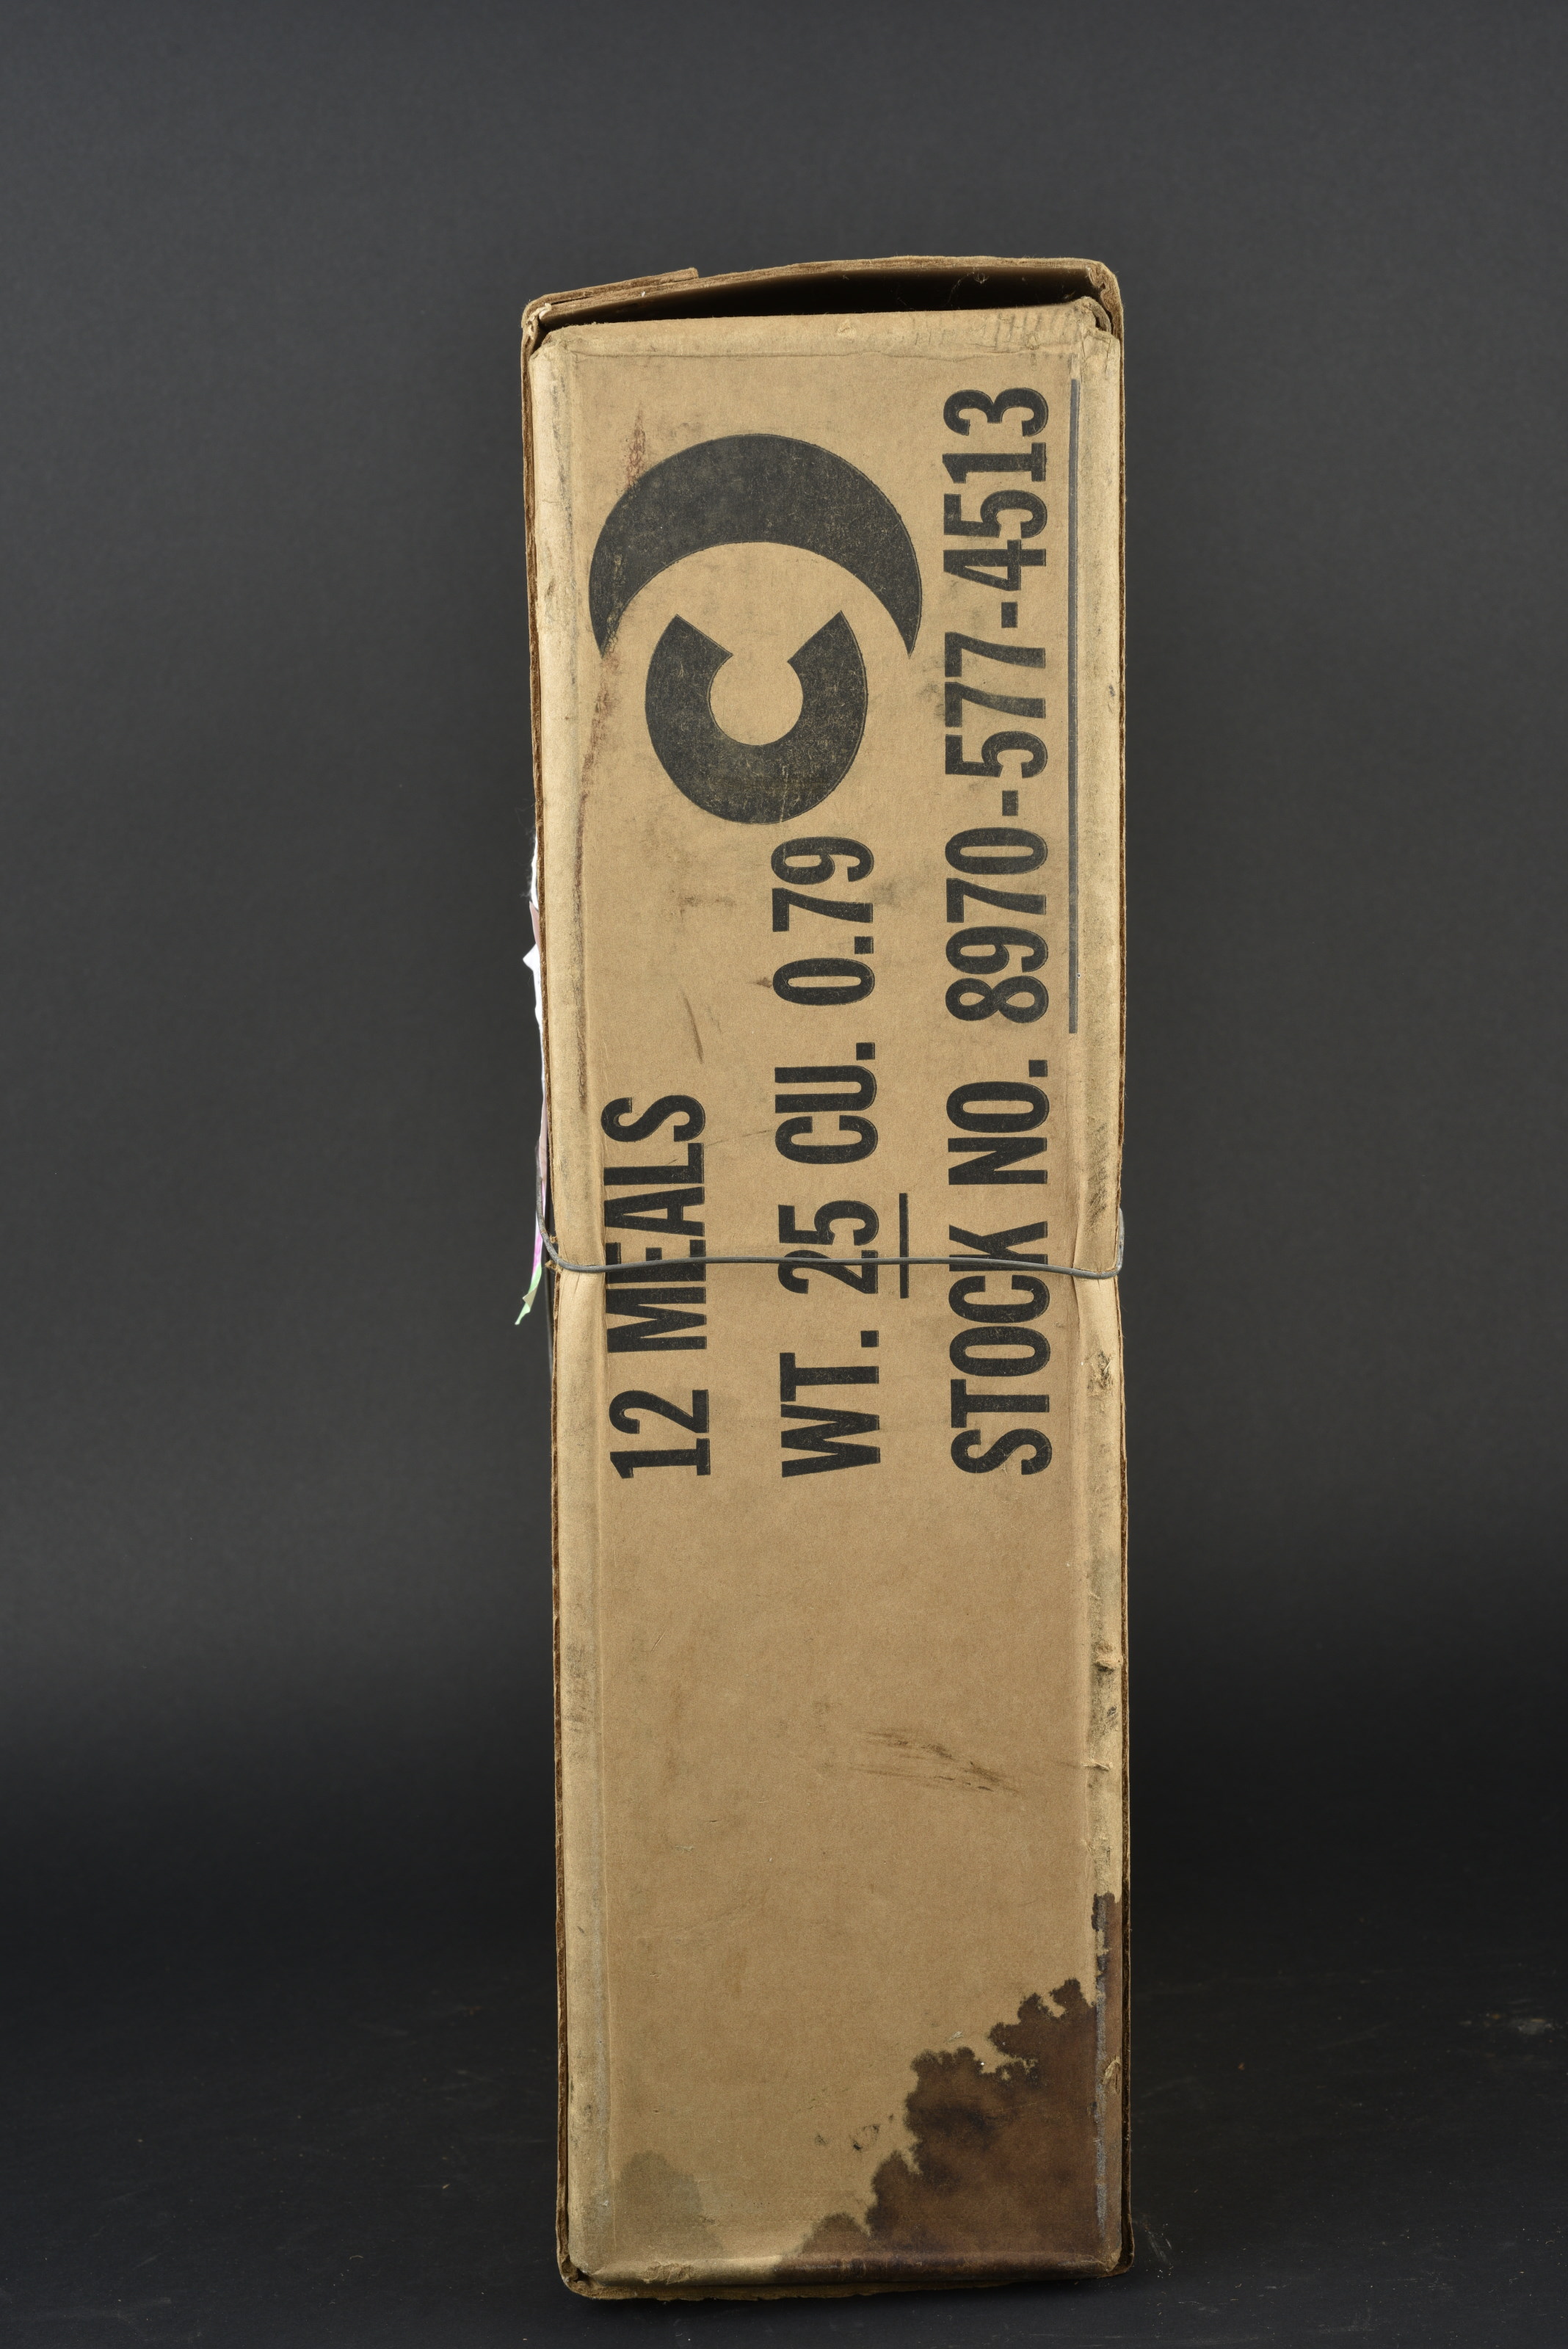 12 MEALS
WT. 25 CU. 0.79
STOCK NO. 8970-577-4513
C